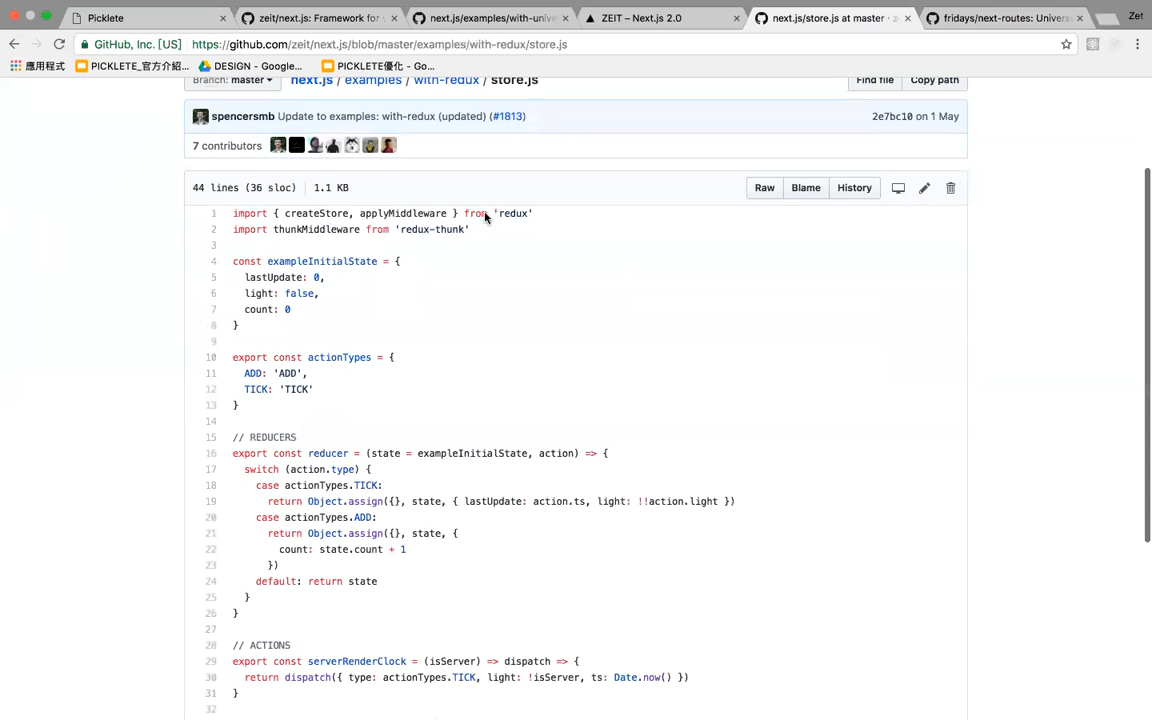 Picklete
zeit/next.js: Framework for
next.js/examples/with-unive
ZEIT – Next.js 2.0
next.js/store.js at master
fridays/next-routes: Univers
Zet
GitHub, Inc. [US]
https://github.com/zeit/next.js/blob/master/examples/with-redux/store.js
應用程式
PICKLETE_官方介紹...
DESIGN - Google...
PICKLETE優化 - Go...
Branch: master
next.js / examples / with-redux / store.js
Find file
Copy path
spencersmb Update to examples: with-redux (updated) (#1813)
2e7bc10 on 1 May
7 contributors
44 lines (36 sloc)
1.1 KB
Raw
Blame
History
1 import { createStore, applyMiddleware } from 'redux'
2 import thunkMiddleware from 'redux-thunk'
3
4 const exampleInitialState = {
5 lastUpdate: 0,
6 light: false,
7 count: 0
8 }
9
10 export const actionTypes = {
11 ADD: 'ADD',
12 TICK: 'TICK'
13 }
14
15 // REDUCERS
16 export const reducer = (state = exampleInitialState, action) => {
17 switch (action.type) {
18 case actionTypes.TICK:
19 return Object.assign({}, state, { lastUpdate: action.ts, light: !!action.light })
20 case actionTypes.ADD:
21 return Object.assign({}, state, {
22 count: state.count + 1
23 })
24 default: return state
25 }
26 }
27
28 // ACTIONS
29 export const serverRenderClock = (isServer) => dispatch => {
30 return dispatch({ type: actionTypes.TICK, light: !isServer, ts: Date.now() })
31 }
32